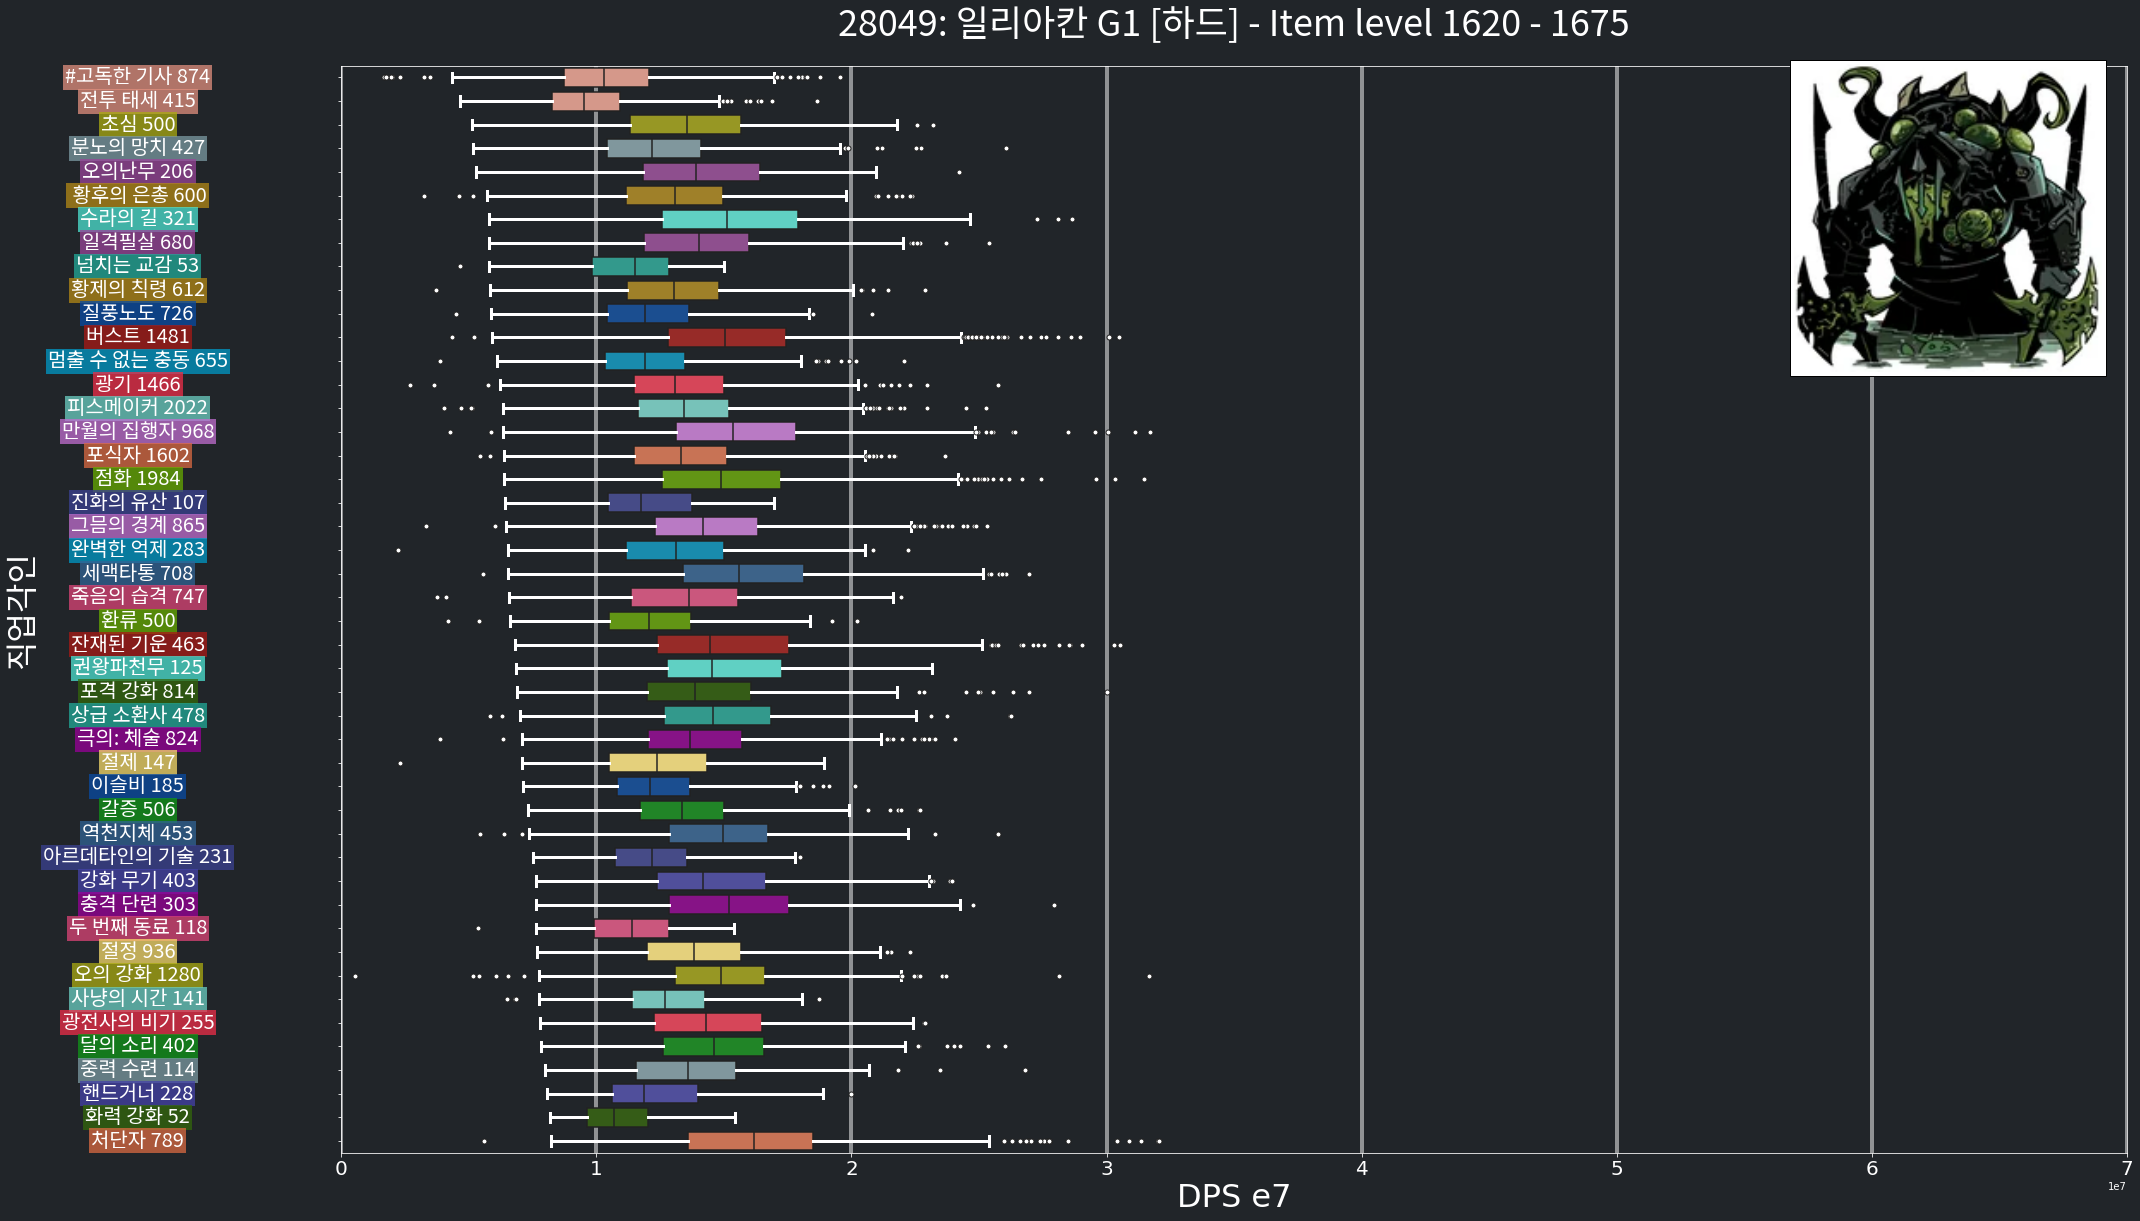 28049: 일리아칸 G1 [하드] - Item level 1620 - 1675
#고독한 기사 874
전투 태세 415
초심 500
분노의 망치 427
오의난무 206
황후의 은총 600
수라의 길 321
일격필살 680
넘치는 교감 53
황제의 칙령 612
질풍노도 726
버스트 1481
멈출 수 없는 충동 655
광기 1466
피스메이커 2022
만월의 집행자 968
포식자 1602
점화 1984
진화의 유산 107
그믐의 경계 865
완벽한 억제 283
세맥타통 708
죽음의 습격 747
환류 500
잔재된 기운 463
권왕파천무 125
포격 강화 814
상급 소환사 478
극의: 체술 824
절제 147
이슬비 185
갈증 506
역천지체 453
아르데타인의 기술 231
강화 무기 403
충격 단련 303
두 번째 동료 118
절정 936
오의 강화 1280
사냥의 시간 141
광전사의 비기 255
달의 소리 402
중력 수련 114
핸드거너 228
화력 강화 52
처단자 789
직업각인
0 1 2 3 4 5 6 7
1e7
DPS e7